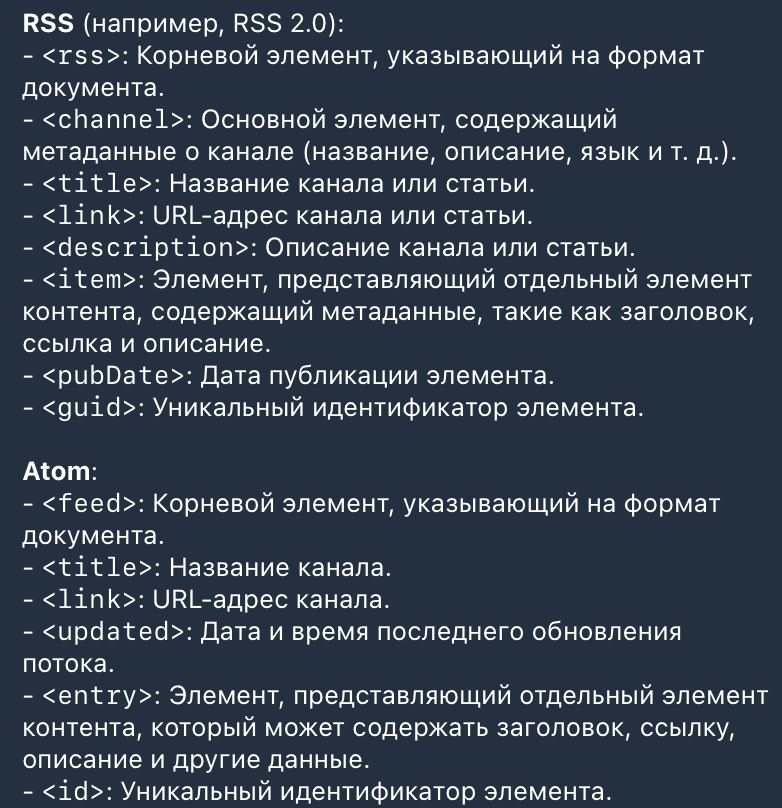 RSS (например, RSS 2.0):
- <rss>: Корневой элемент, указывающий на формат
документа.
- <channel>: Основной элемент, содержащий
метаданные о канале (название, описание, язык и т. д.).
- <title>: Название канала или статьи.
- <link>: URL-адрес канала или статьи.
- <description>: Описание канала или статьи.
- <item>: Элемент, представляющий отдельный элемент
контента, содержащий метаданные, такие как заголовок,
ссылка и описание.
- <pubDate>: Дата публикации элемента.
- <guid>: Уникальный идентификатор элемента.

Atom:
- <feed>: Корневой элемент, указывающий на формат
документа.
- <title>: Название канала.
- <link>: URL-адрес канала.
- <updated>: Дата и время последнего обновления
потока.
- <entry>: Элемент, представляющий отдельный элемент
контента, который может содержать заголовок, ссылку,
описание и другие данные.
- <id>: Уникальный идентификатор элемента.